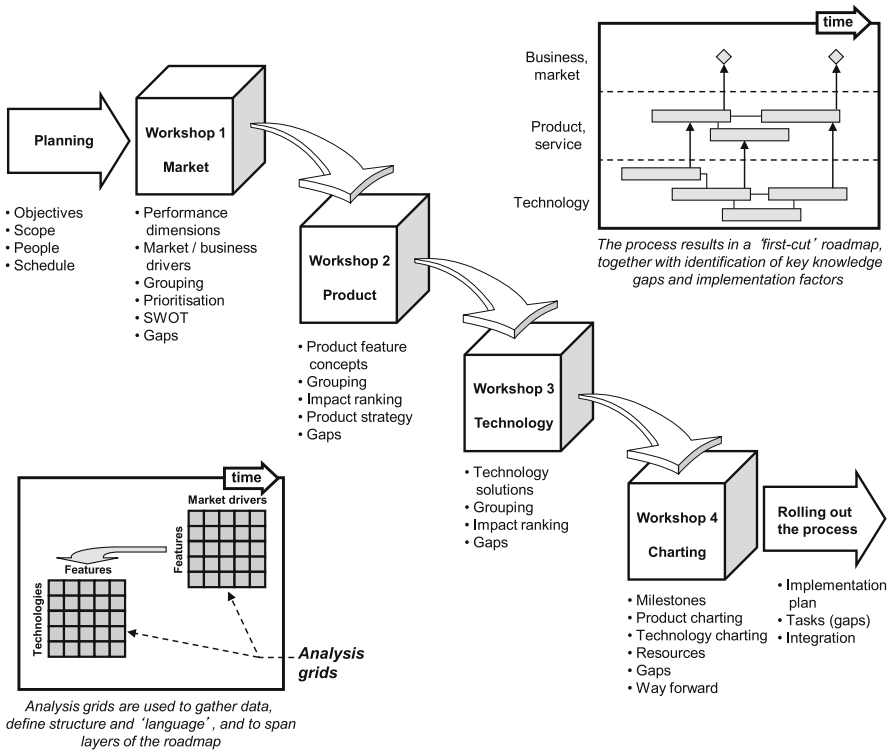 time
Business,
market
Product,
service
Technology
The process results in a ‘first-cut’ roadmap,
together with identification of key knowledge
gaps and implementation factors
Planning
• Objectives
• Scope
• People
• Schedule
Workshop 1
Market
• Performance
dimensions
• Market / business
drivers
• Grouping
• Prioritisation
• SWOT
• Gaps
Workshop 2
Product
• Product feature
concepts
• Grouping
• Impact ranking
• Product strategy
• Gaps
Workshop 3
Technology
• Technology
solutions
• Grouping
• Impact ranking
• Gaps
Workshop 4
Charting
• Milestones
• Product charting
• Technology charting
• Resources
• Gaps
• Way forward
Rolling out
the process
• Implementation
plan
• Tasks (gaps)
• Integration
time
Market drivers
Features
Features
Technologies
Analysis
grids
Analysis grids are used to gather data,
define structure and ‘language’, and to span
layers of the roadmap